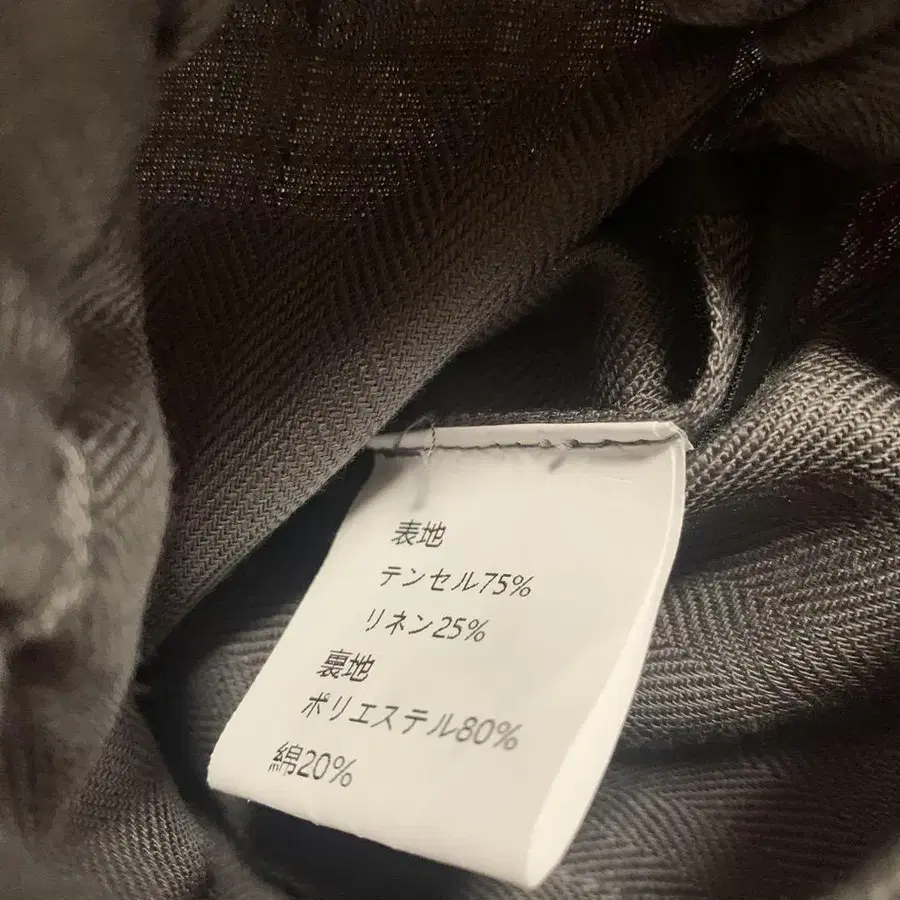 表地
テンセル75%
リネン25%
裏地
ポリエステル80%
綿20%